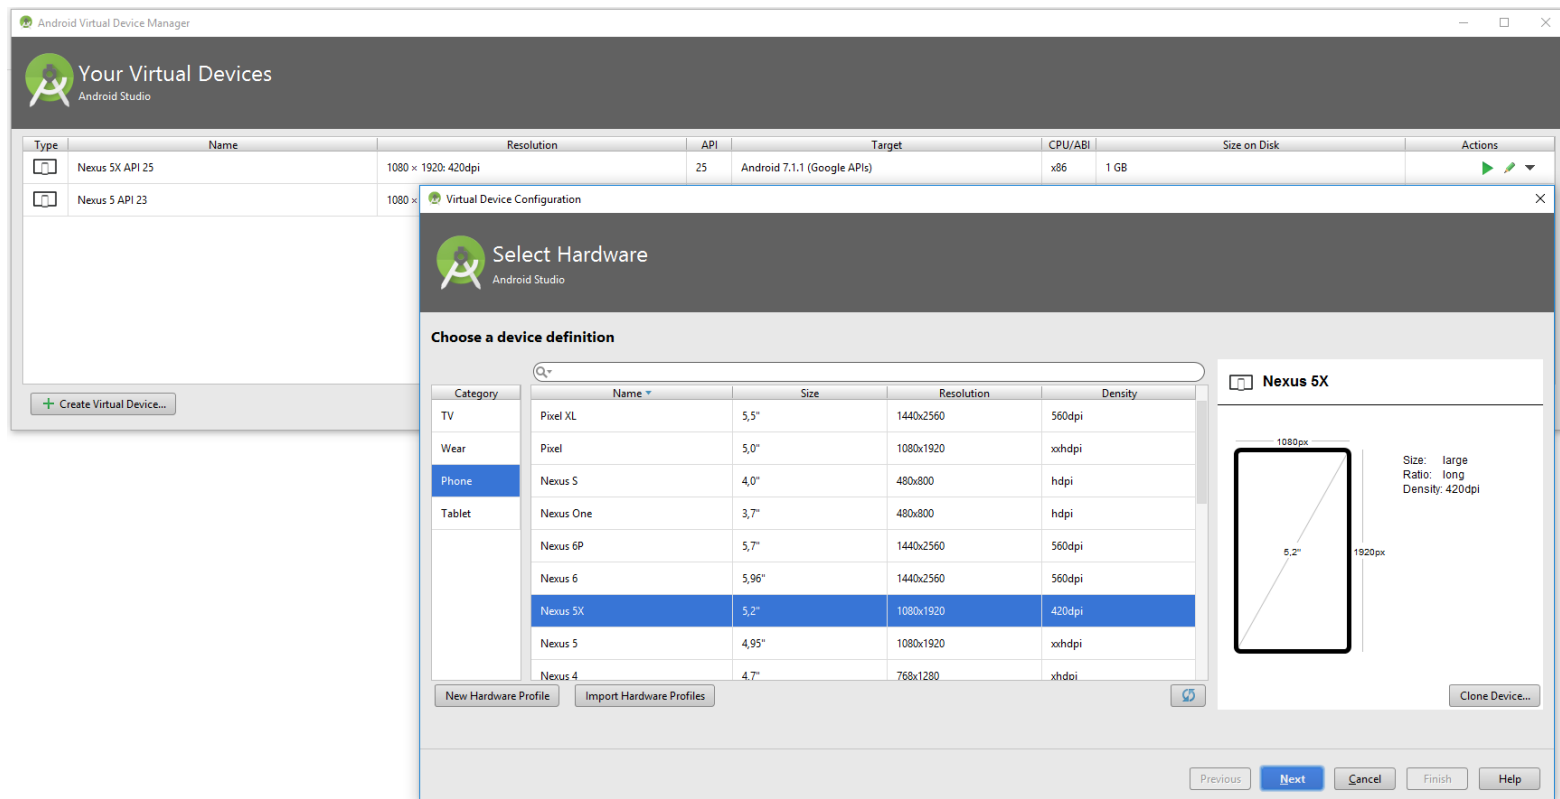 Android Virtual Device Manager
Your Virtual Devices
Android Studio
Type Name Resolution API Target CPU/ABI Size on Disk Actions
Nexus 5X API 25 1080 × 1920: 420dpi 25 Android 7.1.1 (Google APIs) x86 1 GB
Nexus 5 API 23 1080 ×
+ Create Virtual Device...
Virtual Device Configuration
Select Hardware
Android Studio
Choose a device definition
Category
TV
Wear
Phone
Tablet
Name Size Resolution Density
Pixel XL 5,5" 1440x2560 560dpi
Pixel 5,0" 1080x1920 xxhdpi
Nexus S 4,0" 480x800 hdpi
Nexus One 3,7" 480x800 hdpi
Nexus 6P 5,7" 1440x2560 560dpi
Nexus 6 5,96" 1440x2560 560dpi
Nexus 5X 5,2" 1080x1920 420dpi
Nexus 5 4,95" 1080x1920 xxhdpi
Nexus 4 4,7" 768x1280 xhdpi
New Hardware Profile Import Hardware Profiles
Nexus 5X
1080px
5,2"
1920px
Size: large
Ratio: long
Density: 420dpi
Clone Device...
Previous Next Cancel Finish Help